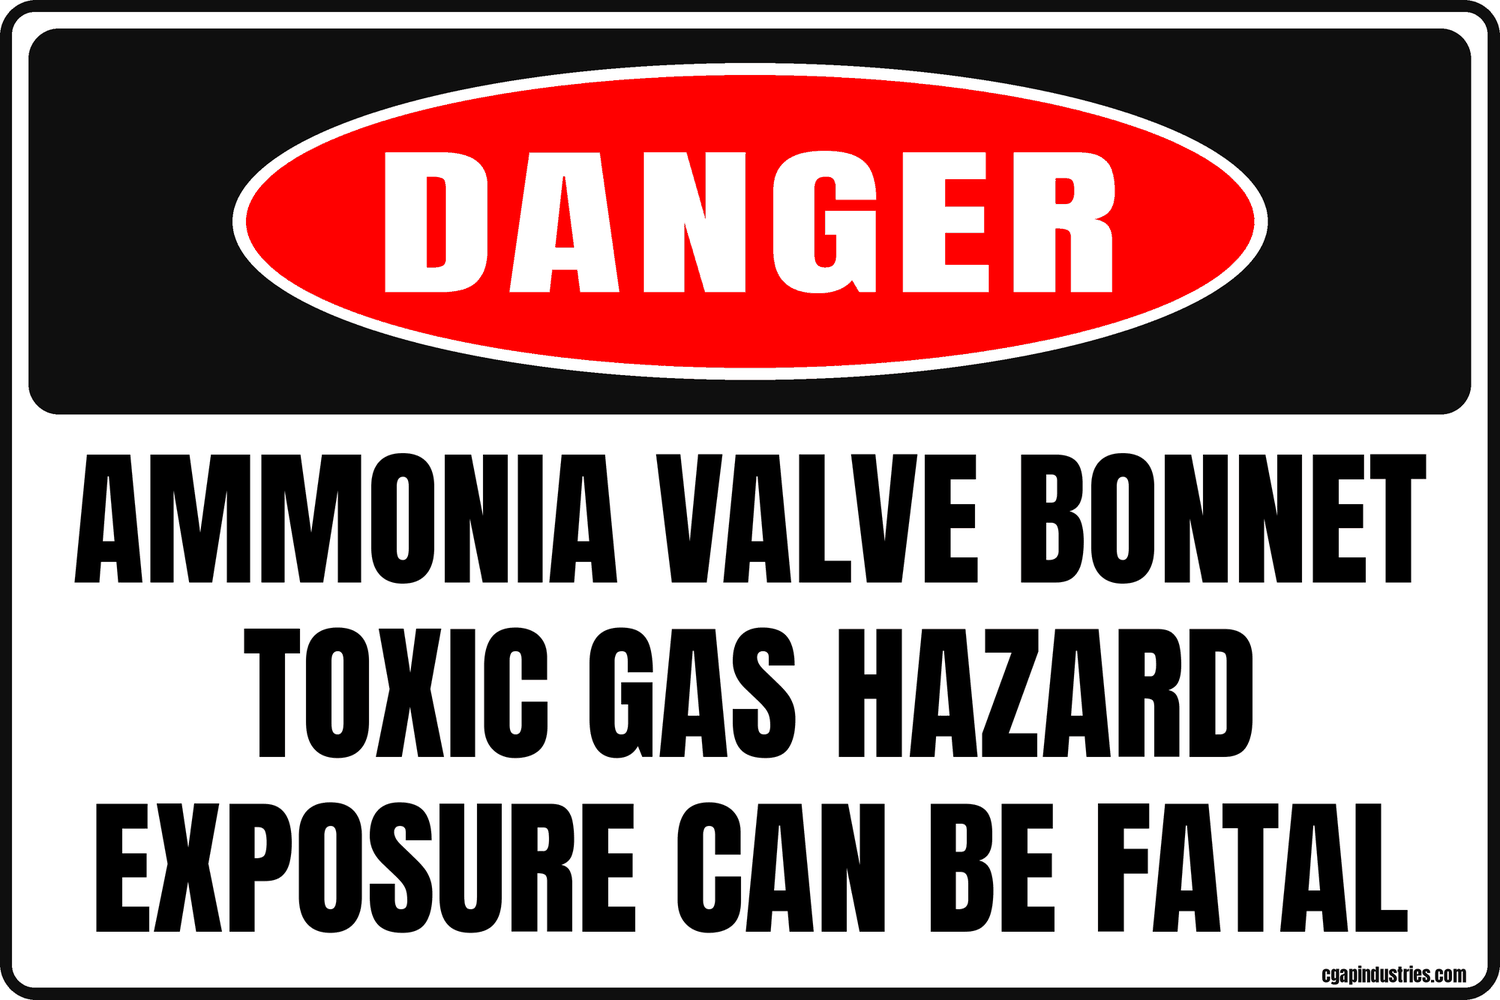 DANGER
AMMONIA VALVE BONNET
TOXIC GAS HAZARD
EXPOSURE CAN BE FATAL
cgapindustries.com